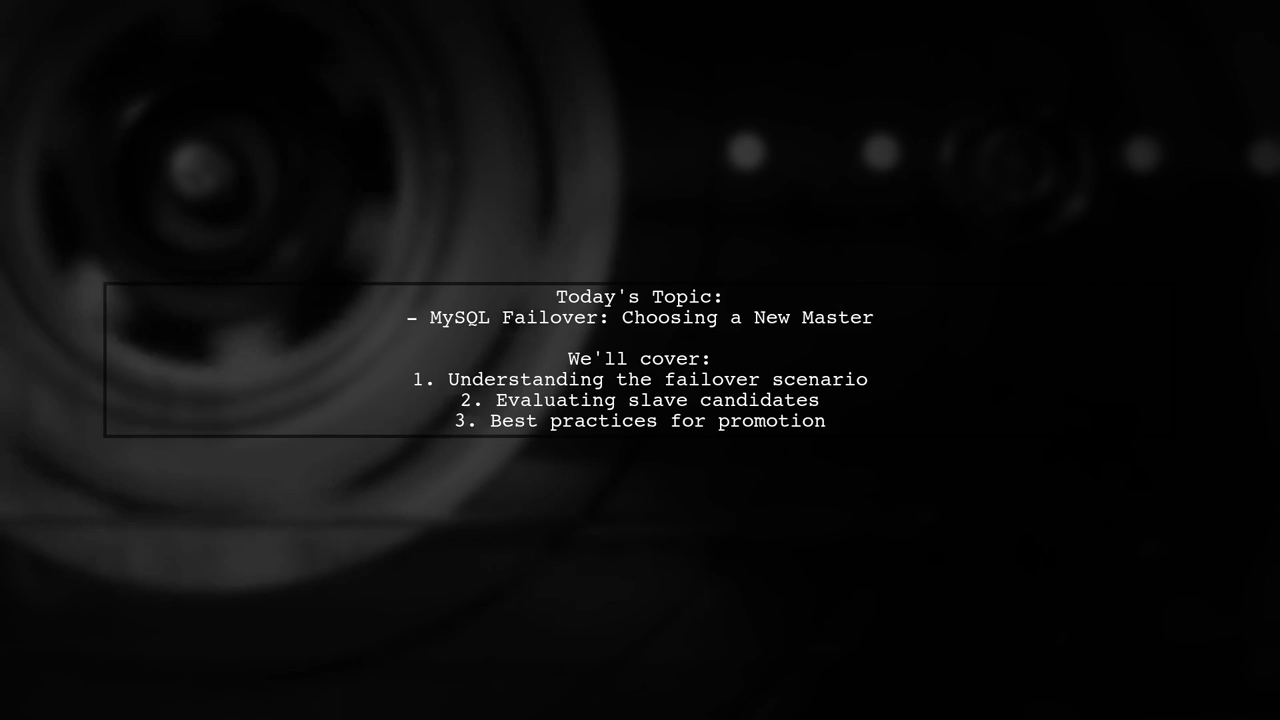 Today's Topic:
- MySQL Failover: Choosing a New Master
We'll cover:
1. Understanding the failover scenario
2. Evaluating slave candidates
3. Best practices for promotion